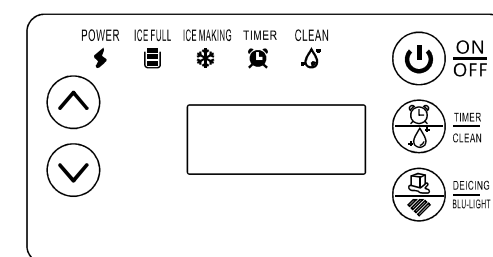 POWER ICE FULL ICE MAKING TIMER CLEAN
ON
OFF
TIMER
CLEAN
DEICING
BLU-LIGHT